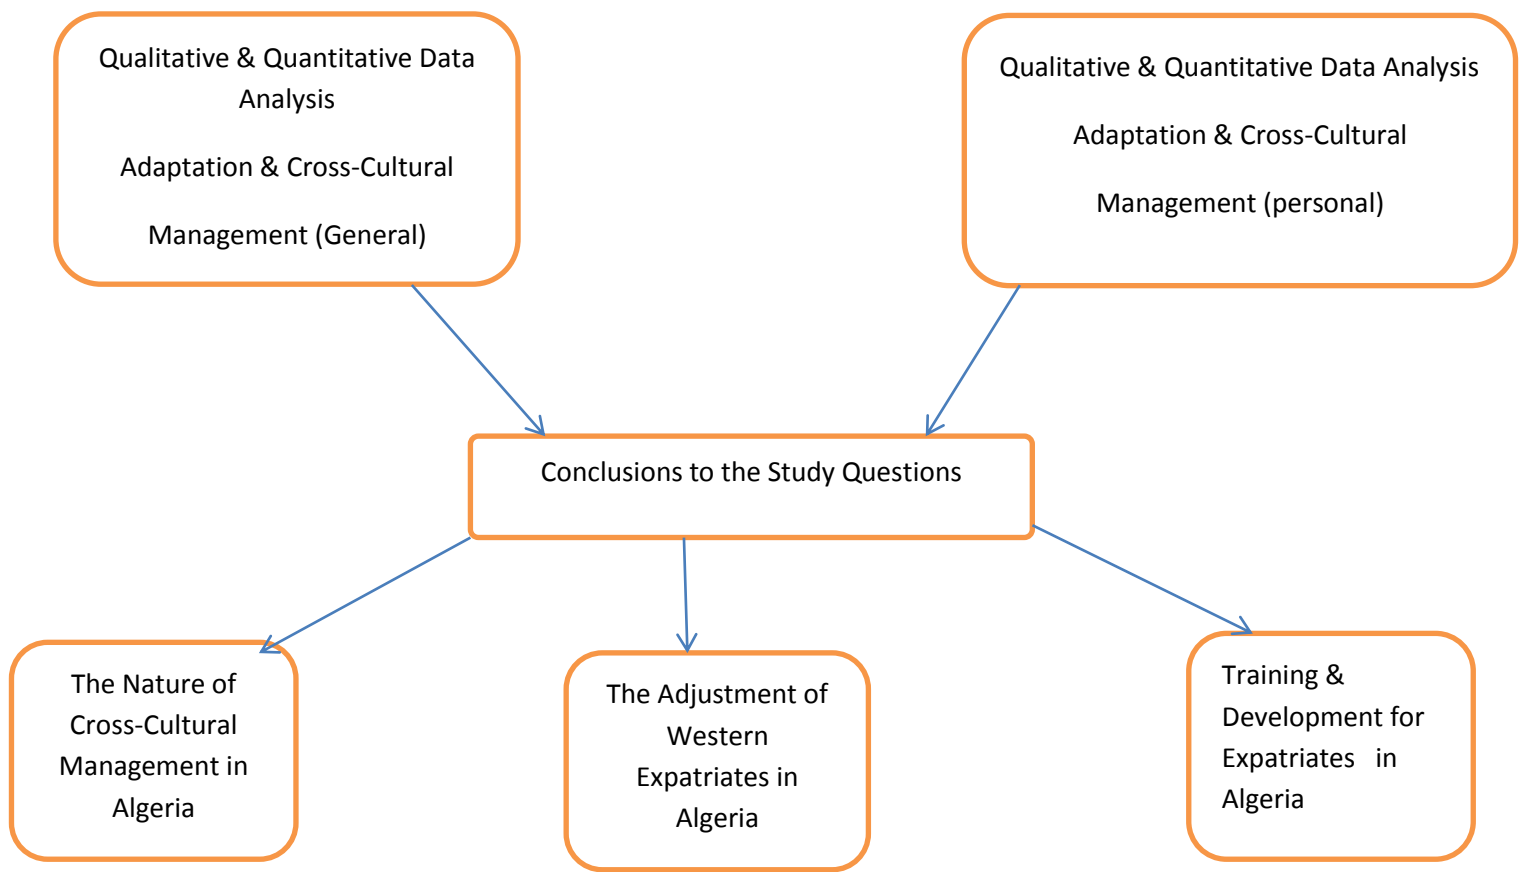 Qualitative & Quantitative Data
Analysis
Adaptation & Cross-Cultural
Management (General)
Qualitative & Quantitative Data Analysis
Adaptation & Cross-Cultural
Management (personal)
Conclusions to the Study Questions
The Nature of
Cross-Cultural
Management in
Algeria
The Adjustment of
Western
Expatriates in
Algeria
Training &
Development for
Expatriates in
Algeria